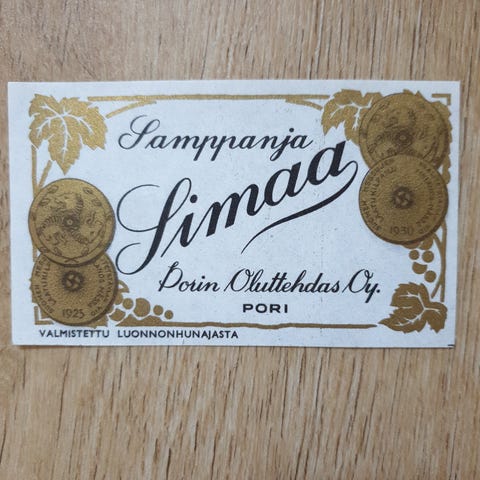 Samppanja
Simaa
Porin Oluttehdas Oy.
PORI
1925
1930
VALMISTETTU LUONNONHUNAJASTA